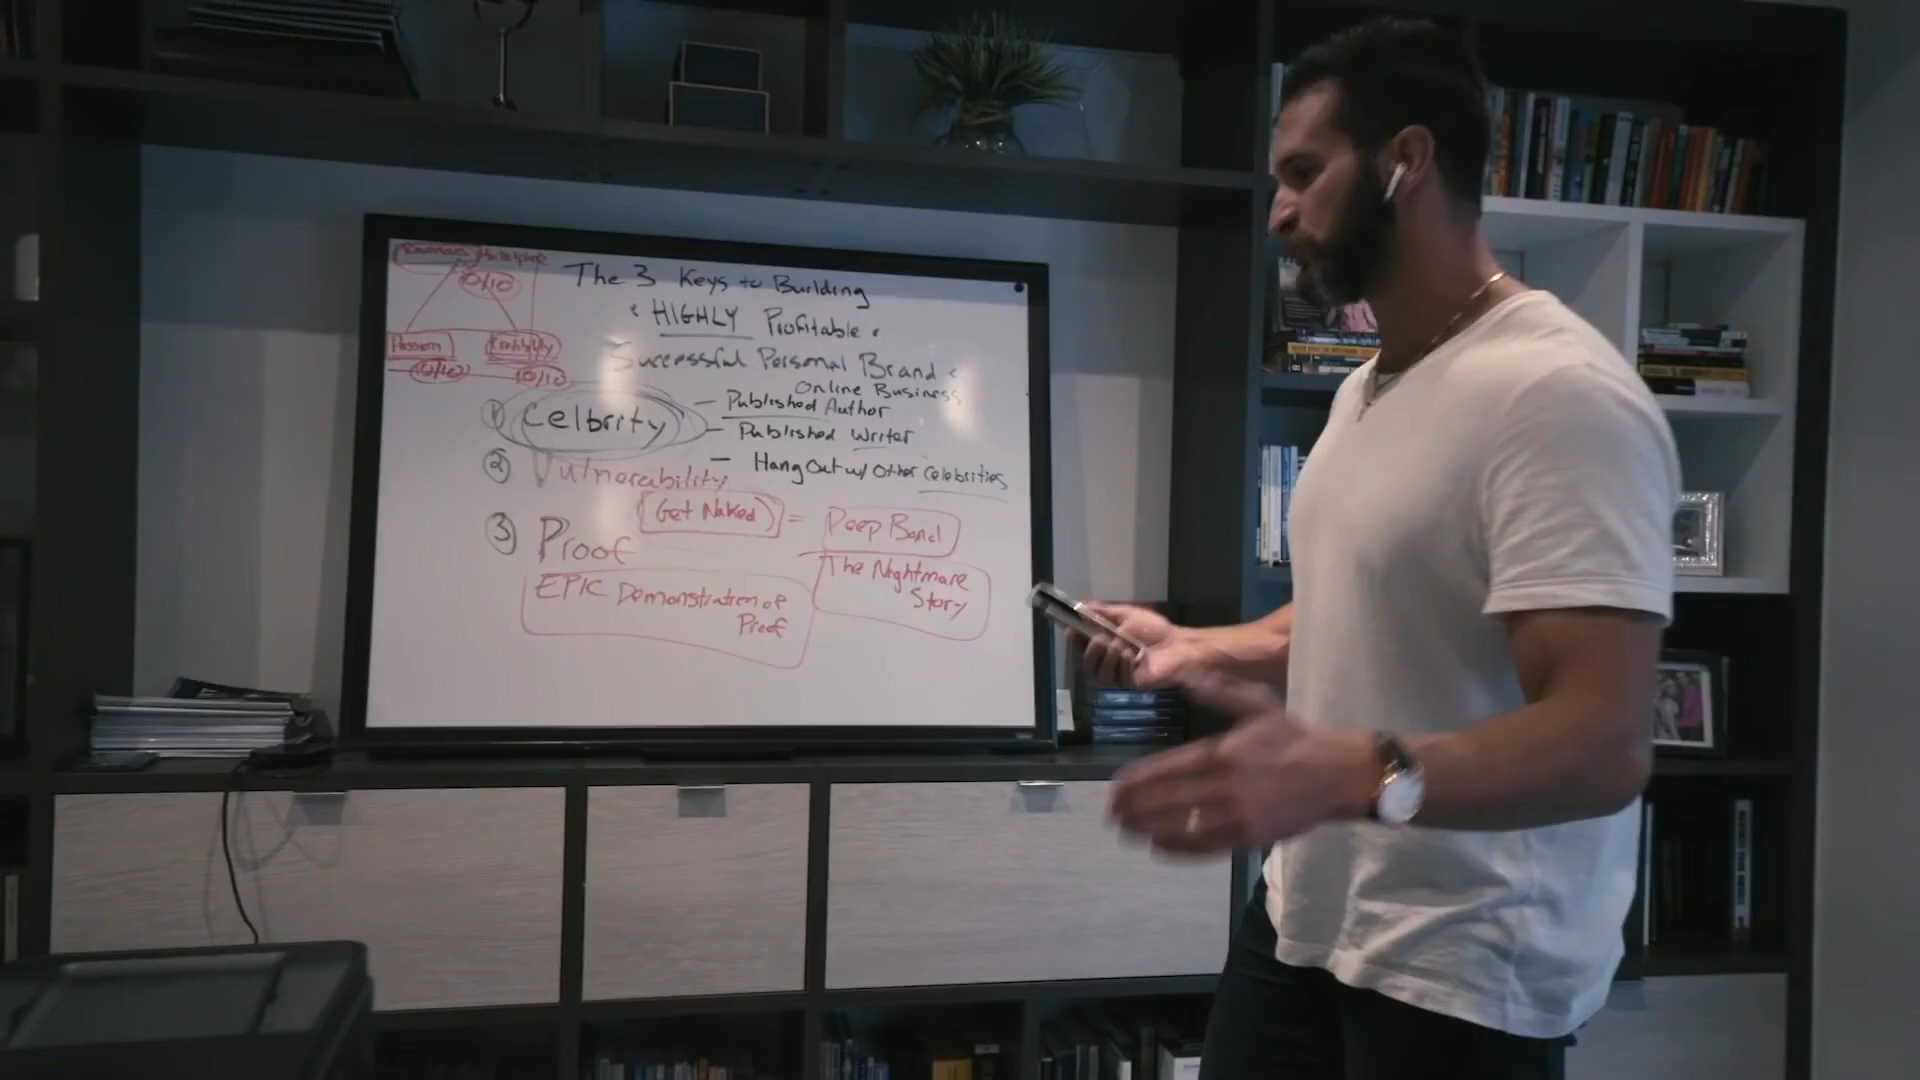 10/10
Passion
10/10
10/10
The 3 Keys to Building
HIGHLY Profitable
Successful Personal Brand
Online Business
① Celbrity
– Published Author
– Published Writer
– Hang Out w/ Other Celebrities
② Vulnerability
Get Naked = Deep Bond
The Nightmare
Story
③ Proof
EPIC Demonstration of
Proof